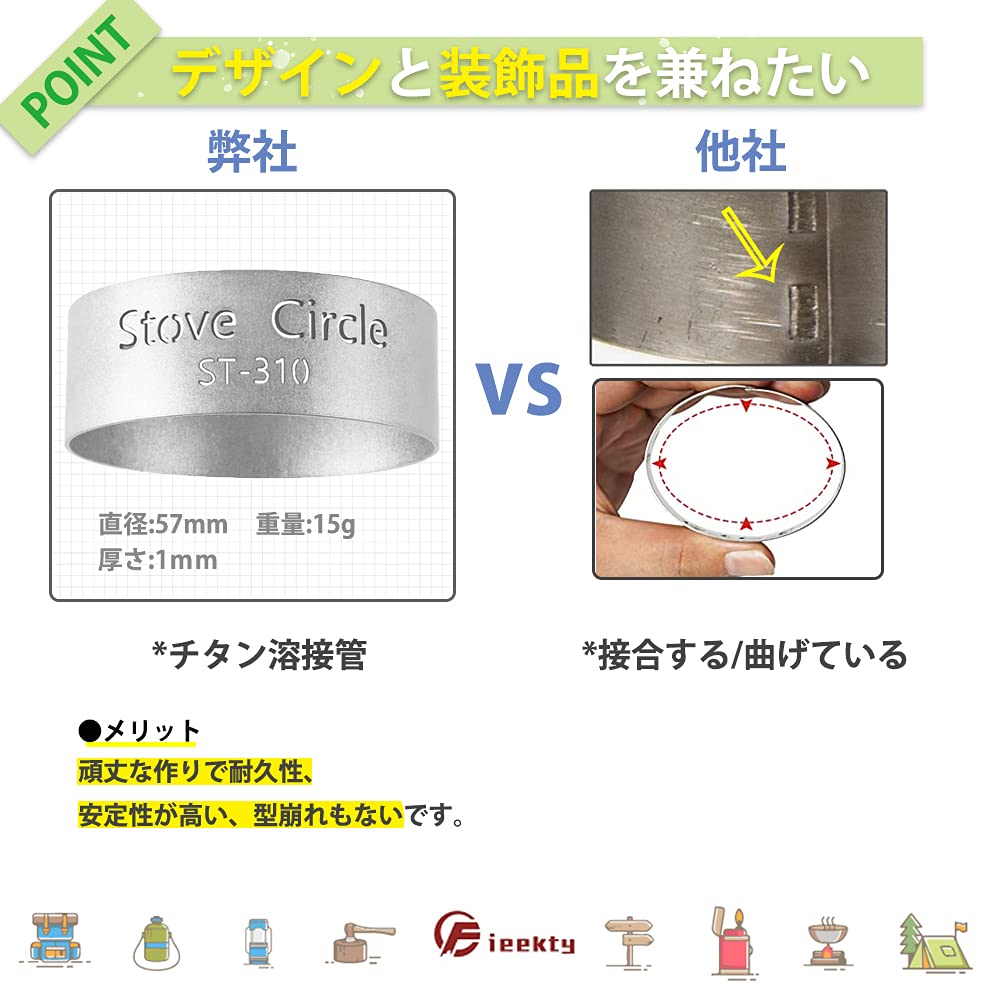 POINT
デザインと装飾品を兼ねたい
弊社
他社
Stove Circle
ST-310
VS
直径:57mm 重量:15g
厚さ:1mm
*チタン溶接管
*接合する/曲げている
●メリット
頑丈な作りで耐久性、
安定性が高い、型崩れもないです。
Fieekty